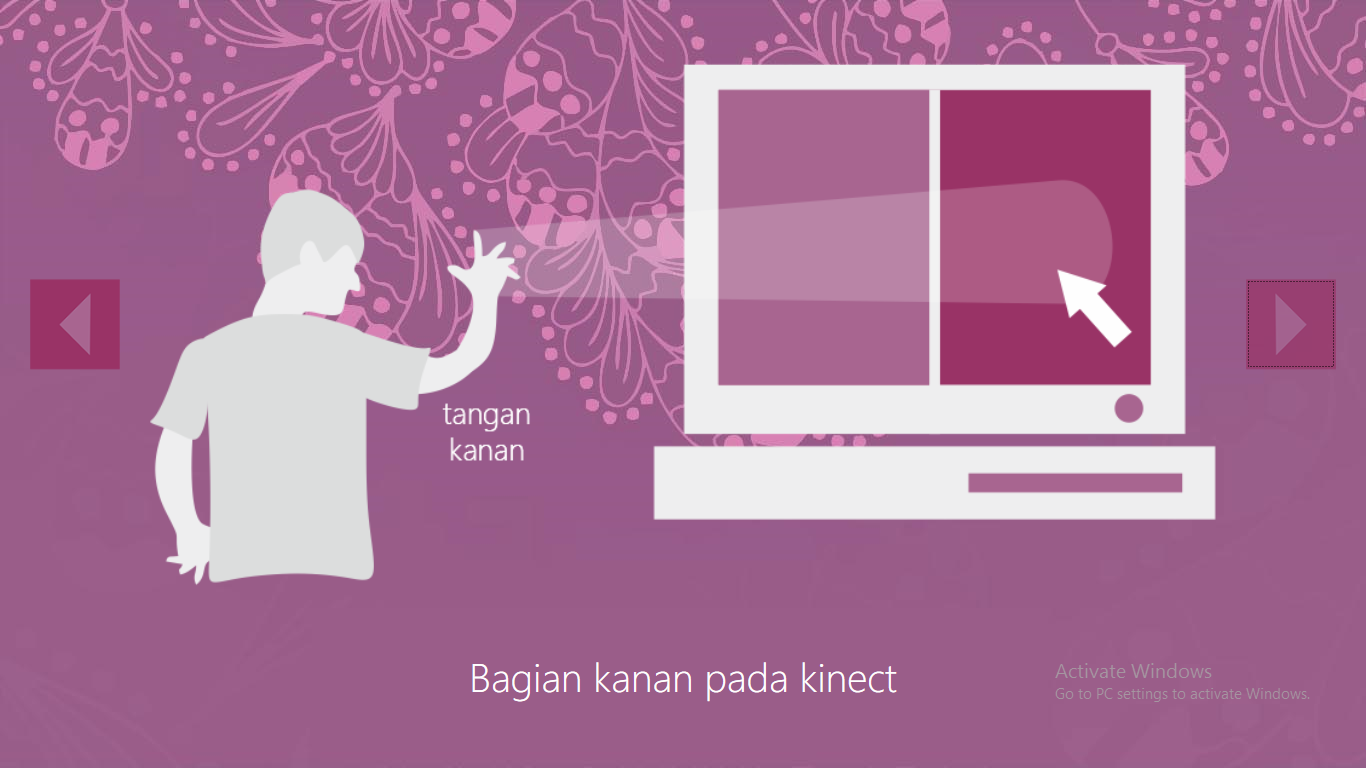 tangan
kanan
Bagian kanan pada kinect
Activate Windows
Go to PC settings to activate Windows.